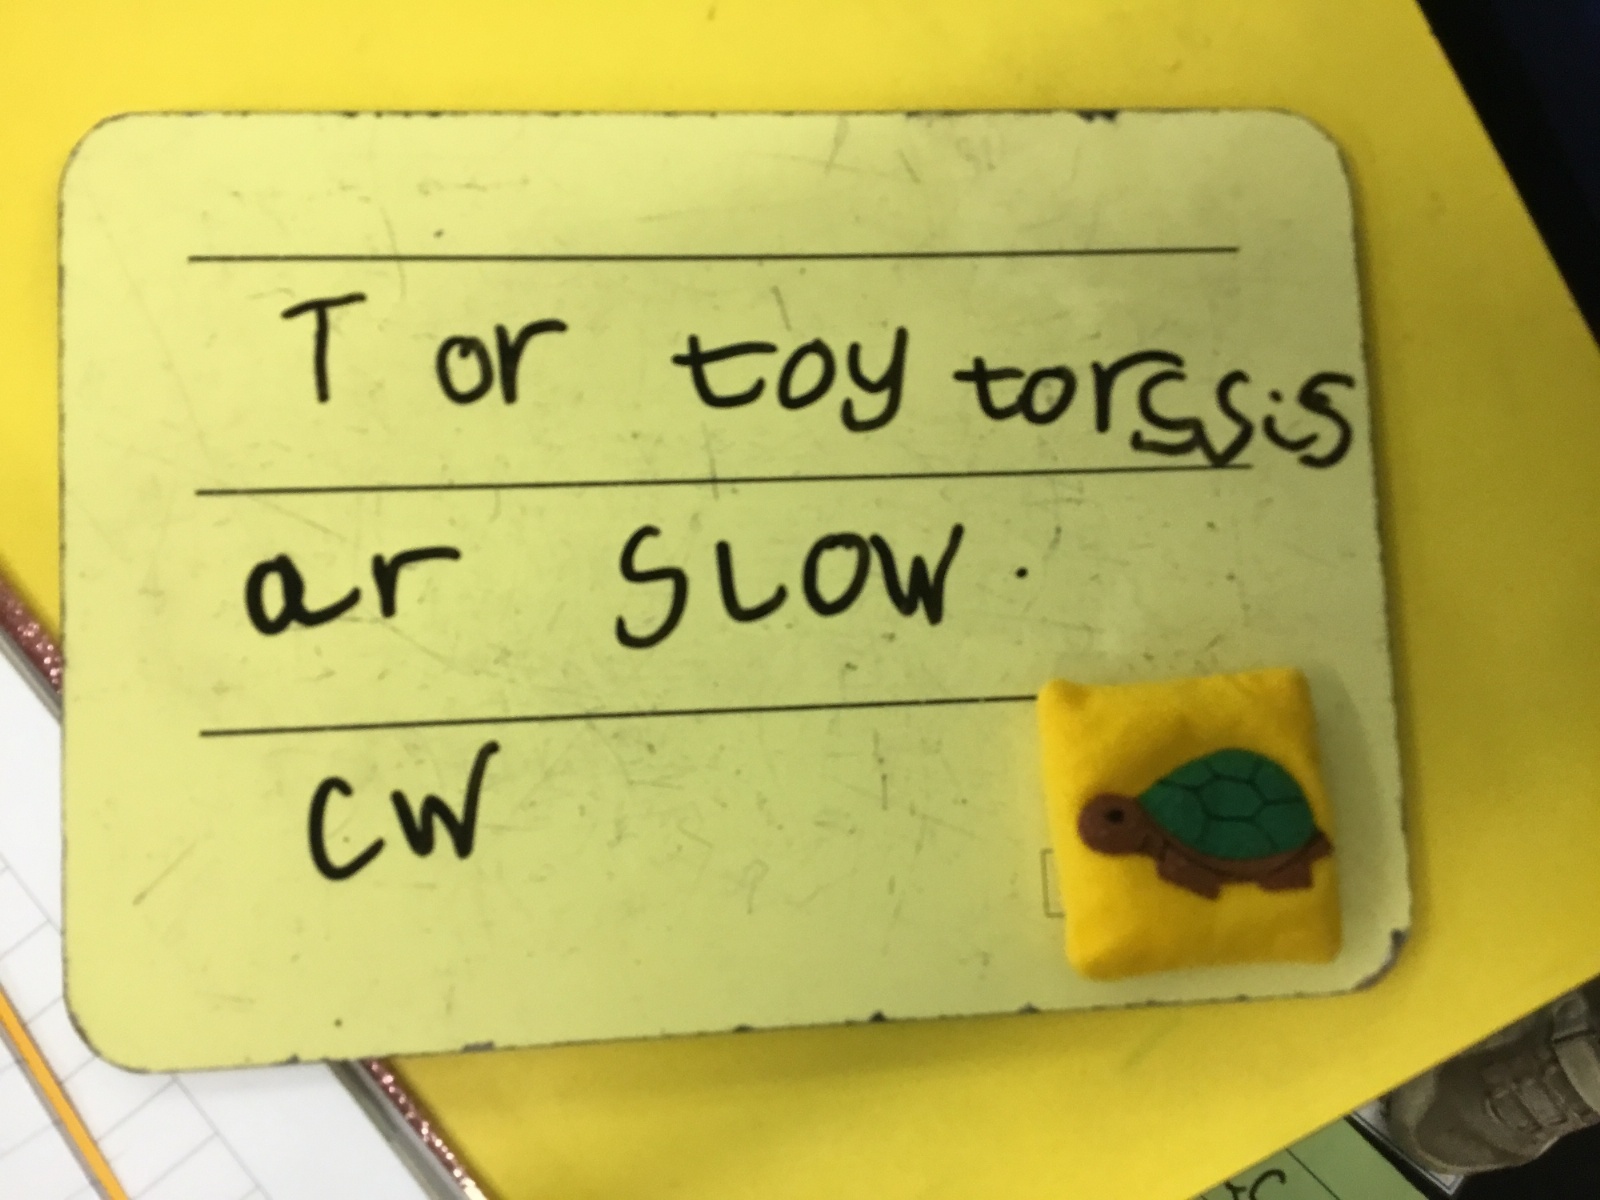 T or toy torssis
ar SLOW.
CW